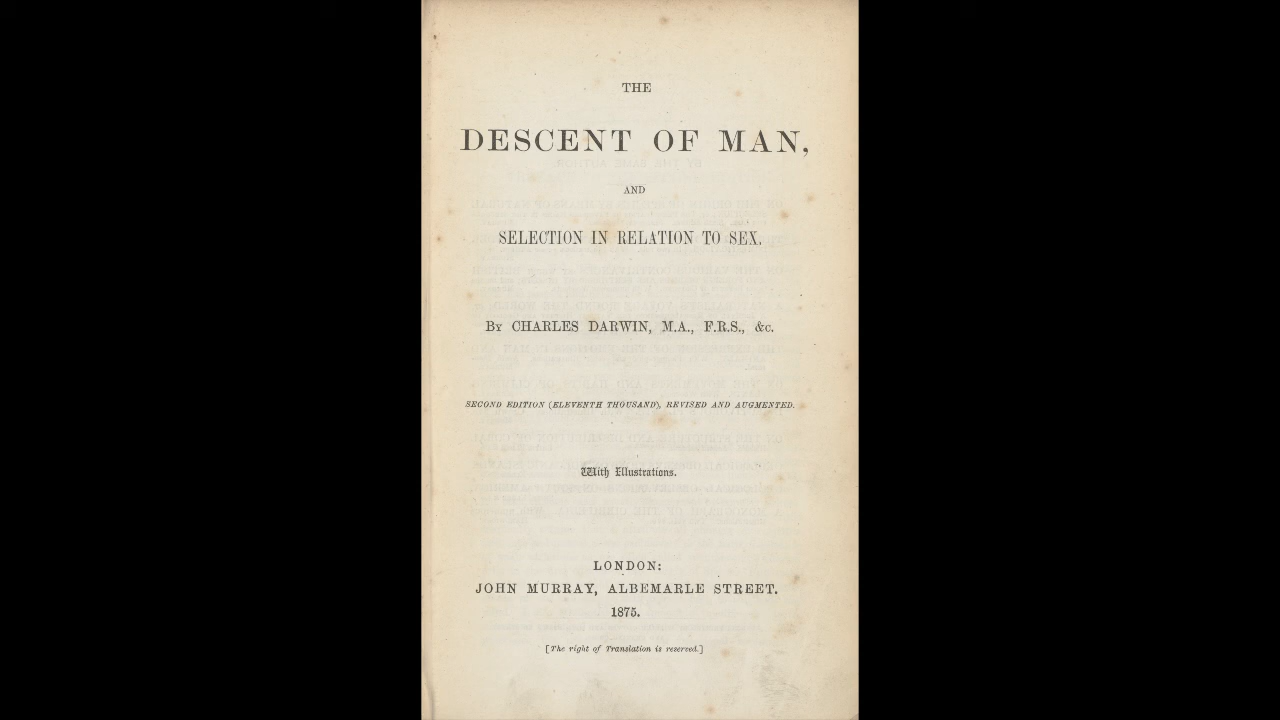 THE
DESCENT OF MAN,
AND
SELECTION IN RELATION TO SEX.
By CHARLES DARWIN, M.A., F.R.S., &c.
SECOND EDITION (ELEVENTH THOUSAND), REVISED AND AUGMENTED.
With Illustrations.
LONDON:
JOHN MURRAY, ALBEMARLE STREET.
1875.
[The right of Translation is reserved.]